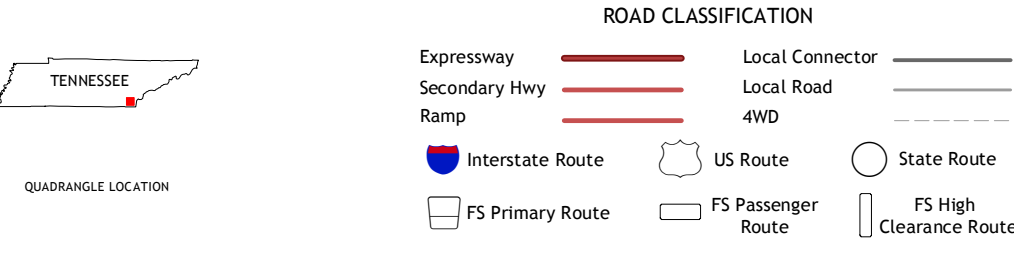 ROAD CLASSIFICATION
Expressway
Local Connector
Secondary Hwy
Local Road
Ramp
4WD
Interstate Route
US Route
State Route
FS Primary Route
FS Passenger
Route
FS High
Clearance Route
TENNESSEE
QUADRANGLE LOCATION